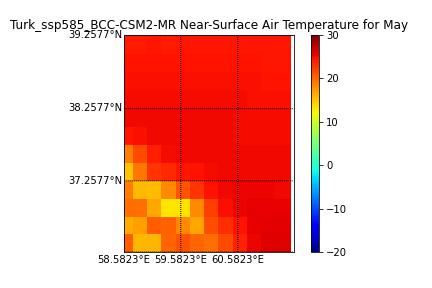 Turk_ssp585_BCC-CSM2-MR Near-Surface Air Temperature for May
39.2577°N
38.2577°N
37.2577°N
58.5823°E 59.5823°E 60.5823°E
30
20
10
0
−10
−20